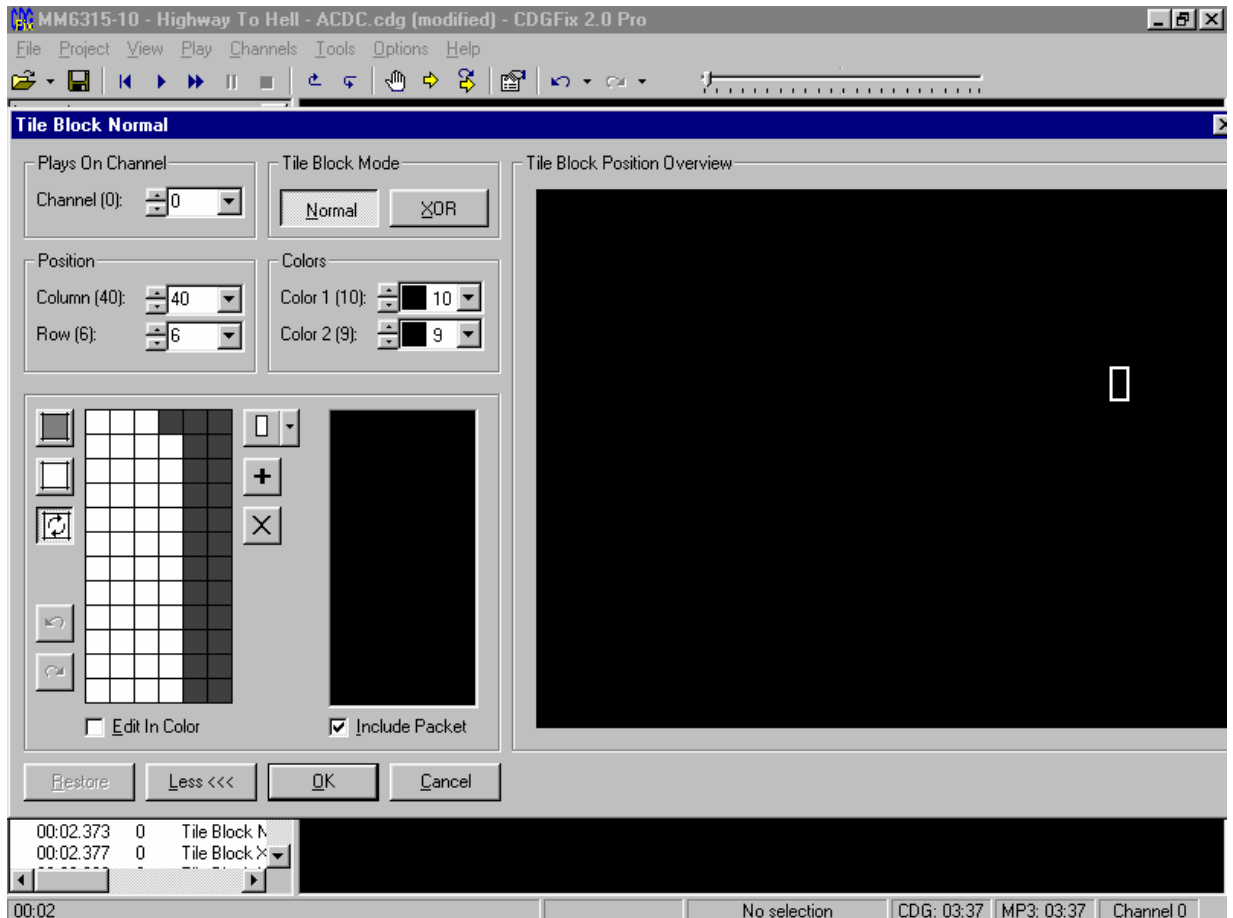 MM6315-10 - Highway To Hell - ACDC.cdg (modified) - CDGFix 2.0 Pro
File Project View Play Channels Tools Options Help
Tile Block Normal
Plays On Channel
Channel (0): 0
Tile Block Mode
Normal XOR
Tile Block Position Overview
Position
Column (40): 40
Row (6): 6
Colors
Color 1 (10): 10
Color 2 (9): 9
Edit In Color
Include Packet
Restore Less <<< OK Cancel
00:02.373 0 Tile Block N
00:02.377 0 Tile Block X
00:02 No selection CDG: 03:37 MP3: 03:37 Channel 0